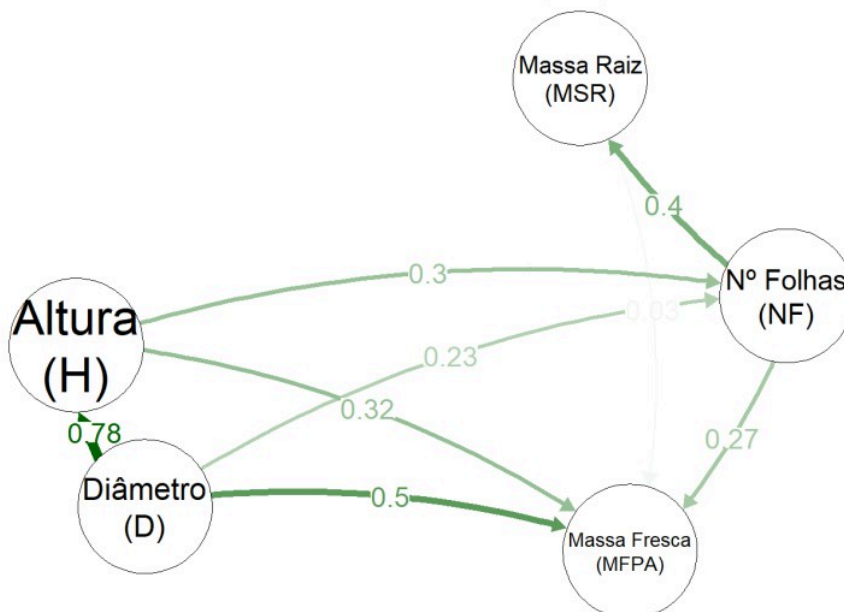 Massa Raiz
(MSR)
0.4
Nº Folhas
(NF)
0.3
0.03
Altura
(H)
0.23
0.32
0.78
0.27
Diâmetro
(D)
0.5
Massa Fresca
(MFPA)